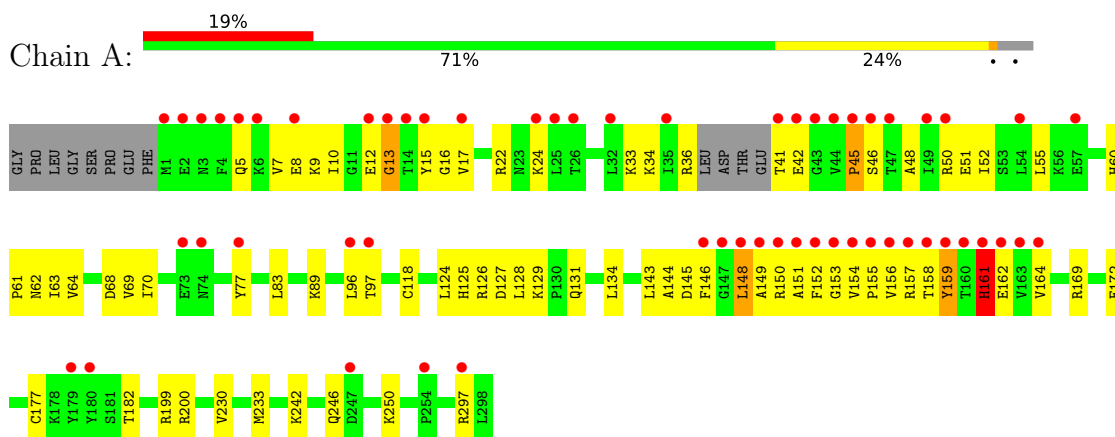 19%
Chain A:
71% 24% • •
GLY PRO LEU GLY SER PRO GLU PHE M1 E2 N3 F4 Q5 K6 V7 E8 K9 I10 G11 E12 G13 T14 Y15 G16 V17 R22 N23 K24 L25 T26 L32 K33 K34 I35 R36 LEU ASP THR GLU T41 E42 G43 V44 P45 S46 T47 A48 I49 R50 E51 I52 S53 L54 L55 K56 E57 H60
P61 N62 I63 V64 D68 V69 I70 E73 N74 Y77 L83 K89 L96 T97 C118 L124 H125 R126 D127 L128 K129 P130 Q131 L134 L143 A144 D145 F146 G147 L148 A149 R150 A151 F152 G153 V154 P155 V156 R157 T158 Y159 T160 H161 E162 V163 V164 R169 E172
C177 K178 Y179 Y180 S181 T182 R199 R200 V230 M233 K242 Q246 D247 K250 P254 R297 L298